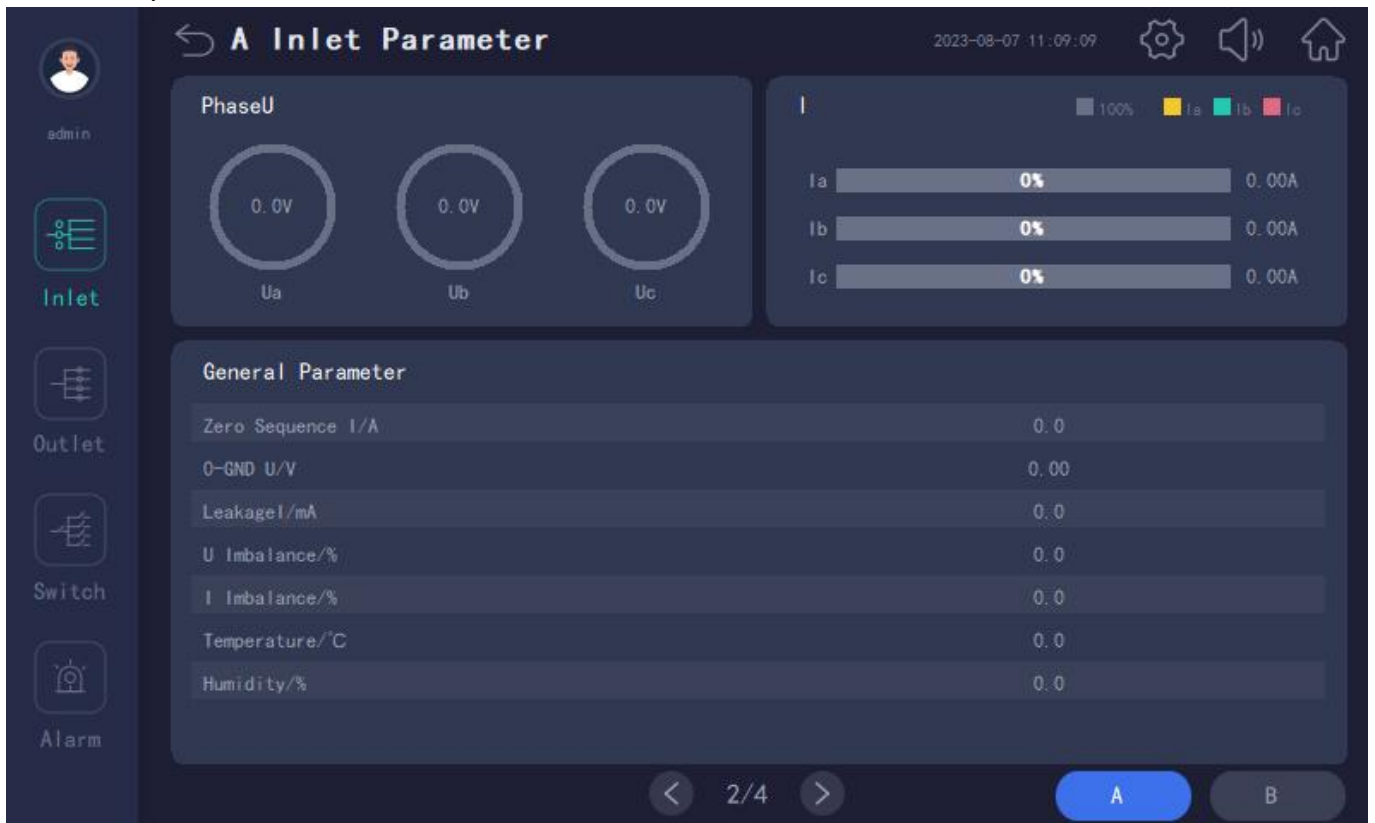 A Inlet Parameter
2023-08-07 11:09:09
admin
Inlet
Outlet
Switch
Alarm
PhaseU
0.0V 0.0V 0.0V
Ua Ub Uc
I
100% Ia Ib Ic
Ia 0% 0.00A
Ib 0% 0.00A
Ic 0% 0.00A
General Parameter
Zero Sequence I/A 0.0
0-GND U/V 0.00
LeakageI/mA 0.0
U Imbalance/% 0.0
I Imbalance/% 0.0
Temperature/℃ 0.0
Humidity/% 0.0
< 2/4 >
A B